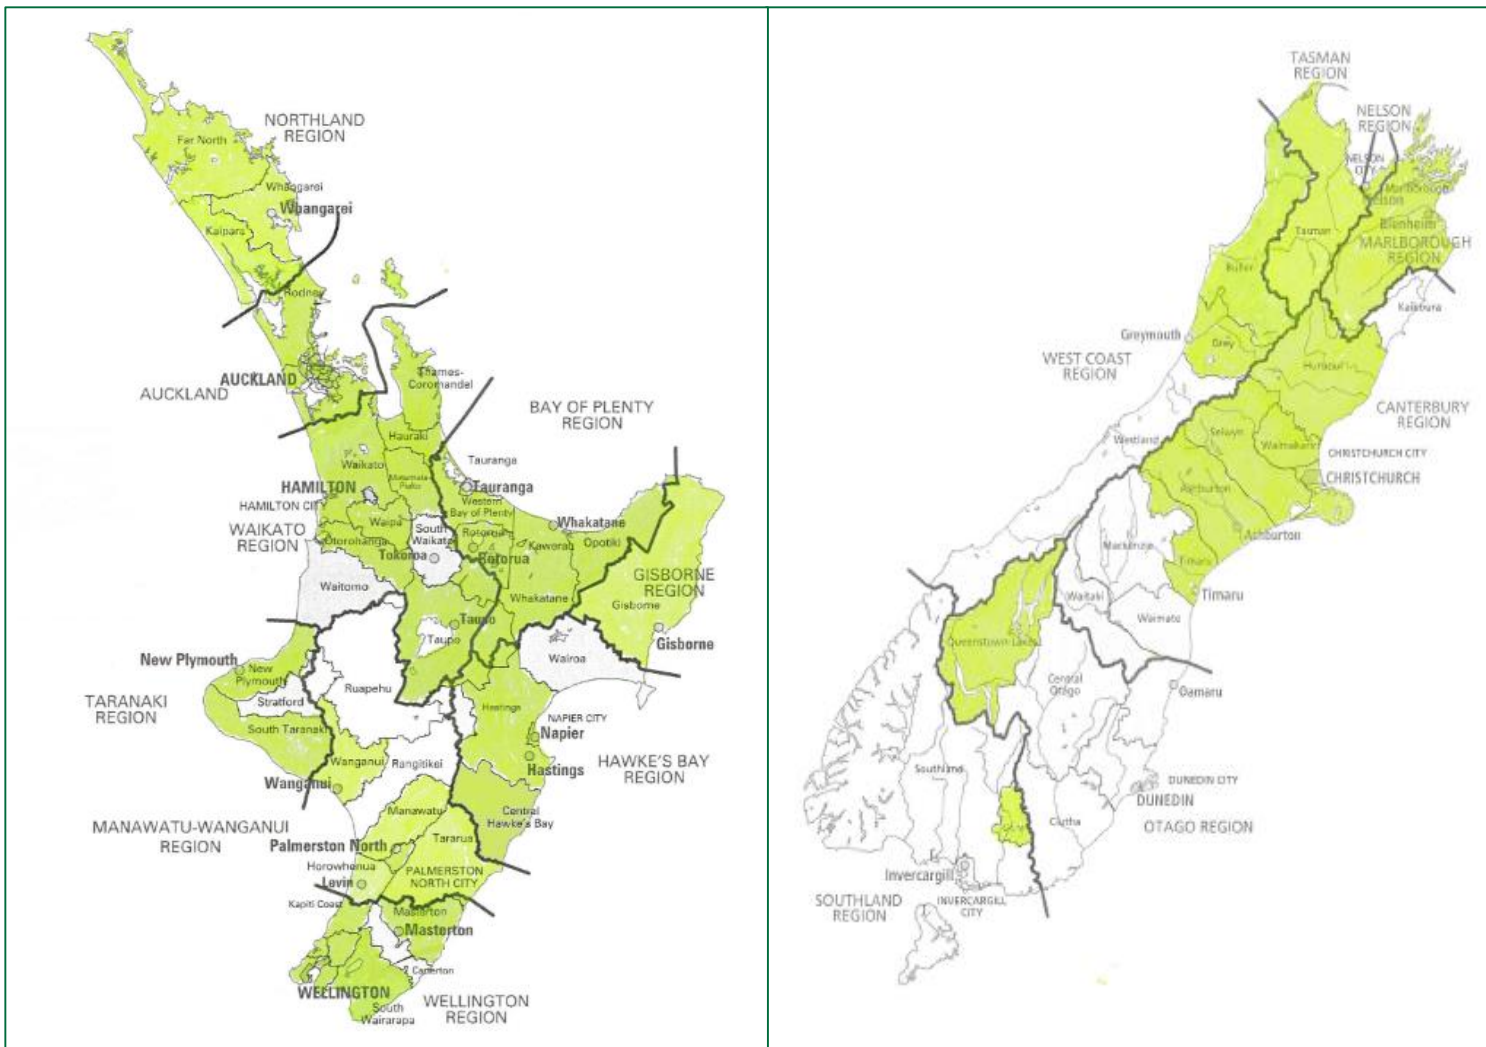 NORTHLAND
REGION
Far North
Whangarei
Whangarei
Kaipara
Rodney
AUCKLAND
AUCKLAND
Thames-
Coromandel
BAY OF PLENTY
REGION
Hauraki
Waikato
Matamata-
Piako
Tauranga
Tauranga
HAMILTON
HAMILTON CITY
WAIKATO
REGION
Waipa
Otorohanga
South
Waikato
Tokoroa
Western
Bay of Plenty
Rotorua
Rotorua
Whakatane
Kawerau
Opotiki
Whakatane
GISBORNE
REGION
Gisborne
Gisborne
Waitomo
Taupo
Taupo
Wairoa
New Plymouth
New
Plymouth
TARANAKI
REGION
Stratford
South Taranaki
Ruapehu
Hastings
NAPIER CITY
Napier
Hastings
HAWKE'S BAY
REGION
Wanganui
Rangitikei
Wanganui
Central
Hawke's Bay
MANAWATU-WANGANUI
REGION
Manawatu
Tararua
Palmerston North
Horowhenua
PALMERSTON
NORTH CITY
Levin
Kapiti Coast
Masterton
Masterton
Carterton
WELLINGTON
South
Wairarapa
WELLINGTON
REGION
TASMAN
REGION
NELSON
REGION
NELSON
CITY
Marlborough
Nelson
Blenheim
MARLBOROUGH
REGION
Tasman
Buller
Kaikoura
Greymouth
Grey
WEST COAST
REGION
Hurunui
CANTERBURY
REGION
Westland
Selwyn
Waimakariri
CHRISTCHURCH CITY
CHRISTCHURCH
Ashburton
Ashburton
Mackenzie
Timaru
Timaru
Waitaki
Waimate
Queenstown Lakes
Central
Otago
Oamaru
Southland
DUNEDIN CITY
DUNEDIN
OTAGO REGION
Gore
Clutha
Invercargill
INVERCARGILL
CITY
SOUTHLAND
REGION